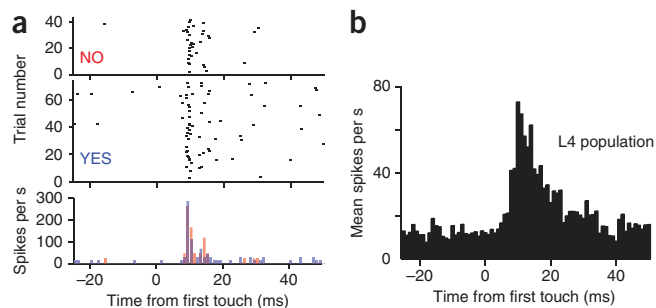 a
Trial number
40
20
0
NO
60
40
20
0
YES
Spikes per s
300
200
100
0
−20 0 20 40
Time from first touch (ms)
b
Mean spikes per s
80
40
0
L4 population
−20 0 20 40
Time from first touch (ms)